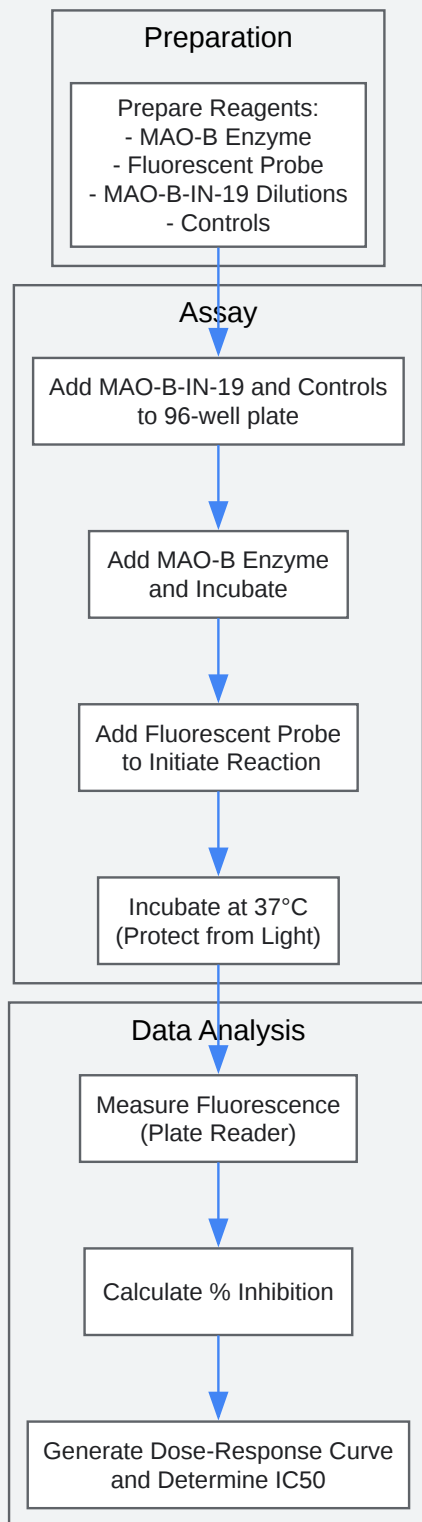 Preparation
Prepare Reagents:
- MAO-B Enzyme
- Fluorescent Probe
- MAO-B-IN-19 Dilutions
- Controls
Assay
Add MAO-B-IN-19 and Controls
to 96-well plate
Add MAO-B Enzyme
and Incubate
Add Fluorescent Probe
to Initiate Reaction
Incubate at 37°C
(Protect from Light)
Data Analysis
Measure Fluorescence
(Plate Reader)
Calculate % Inhibition
Generate Dose-Response Curve
and Determine IC50